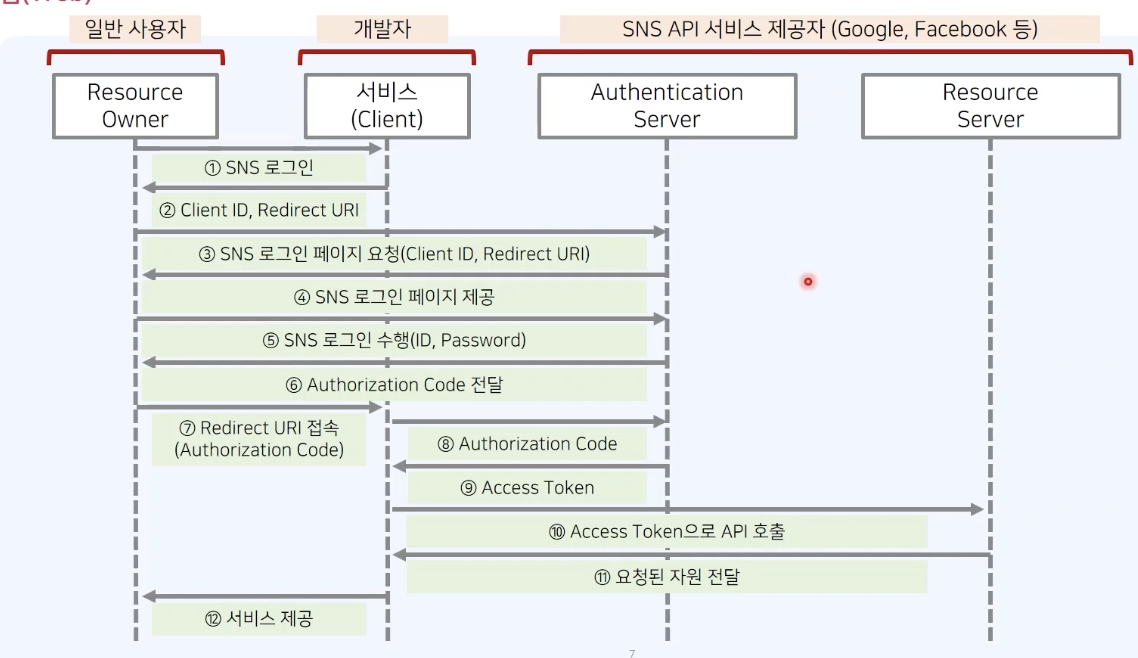 일반 사용자
개발자
SNS API 서비스 제공자 (Google, Facebook 등)
Resource
Owner
서비스
(Client)
Authentication
Server
Resource
Server
① SNS 로그인
② Client ID, Redirect URI
③ SNS 로그인 페이지 요청(Client ID, Redirect URI)
④ SNS 로그인 페이지 제공
⑤ SNS 로그인 수행(ID, Password)
⑥ Authorization Code 전달
⑦ Redirect URI 접속
(Authorization Code)
⑧ Authorization Code
⑨ Access Token
⑩ Access Token으로 API 호출
⑪ 요청된 자원 전달
⑫ 서비스 제공
7